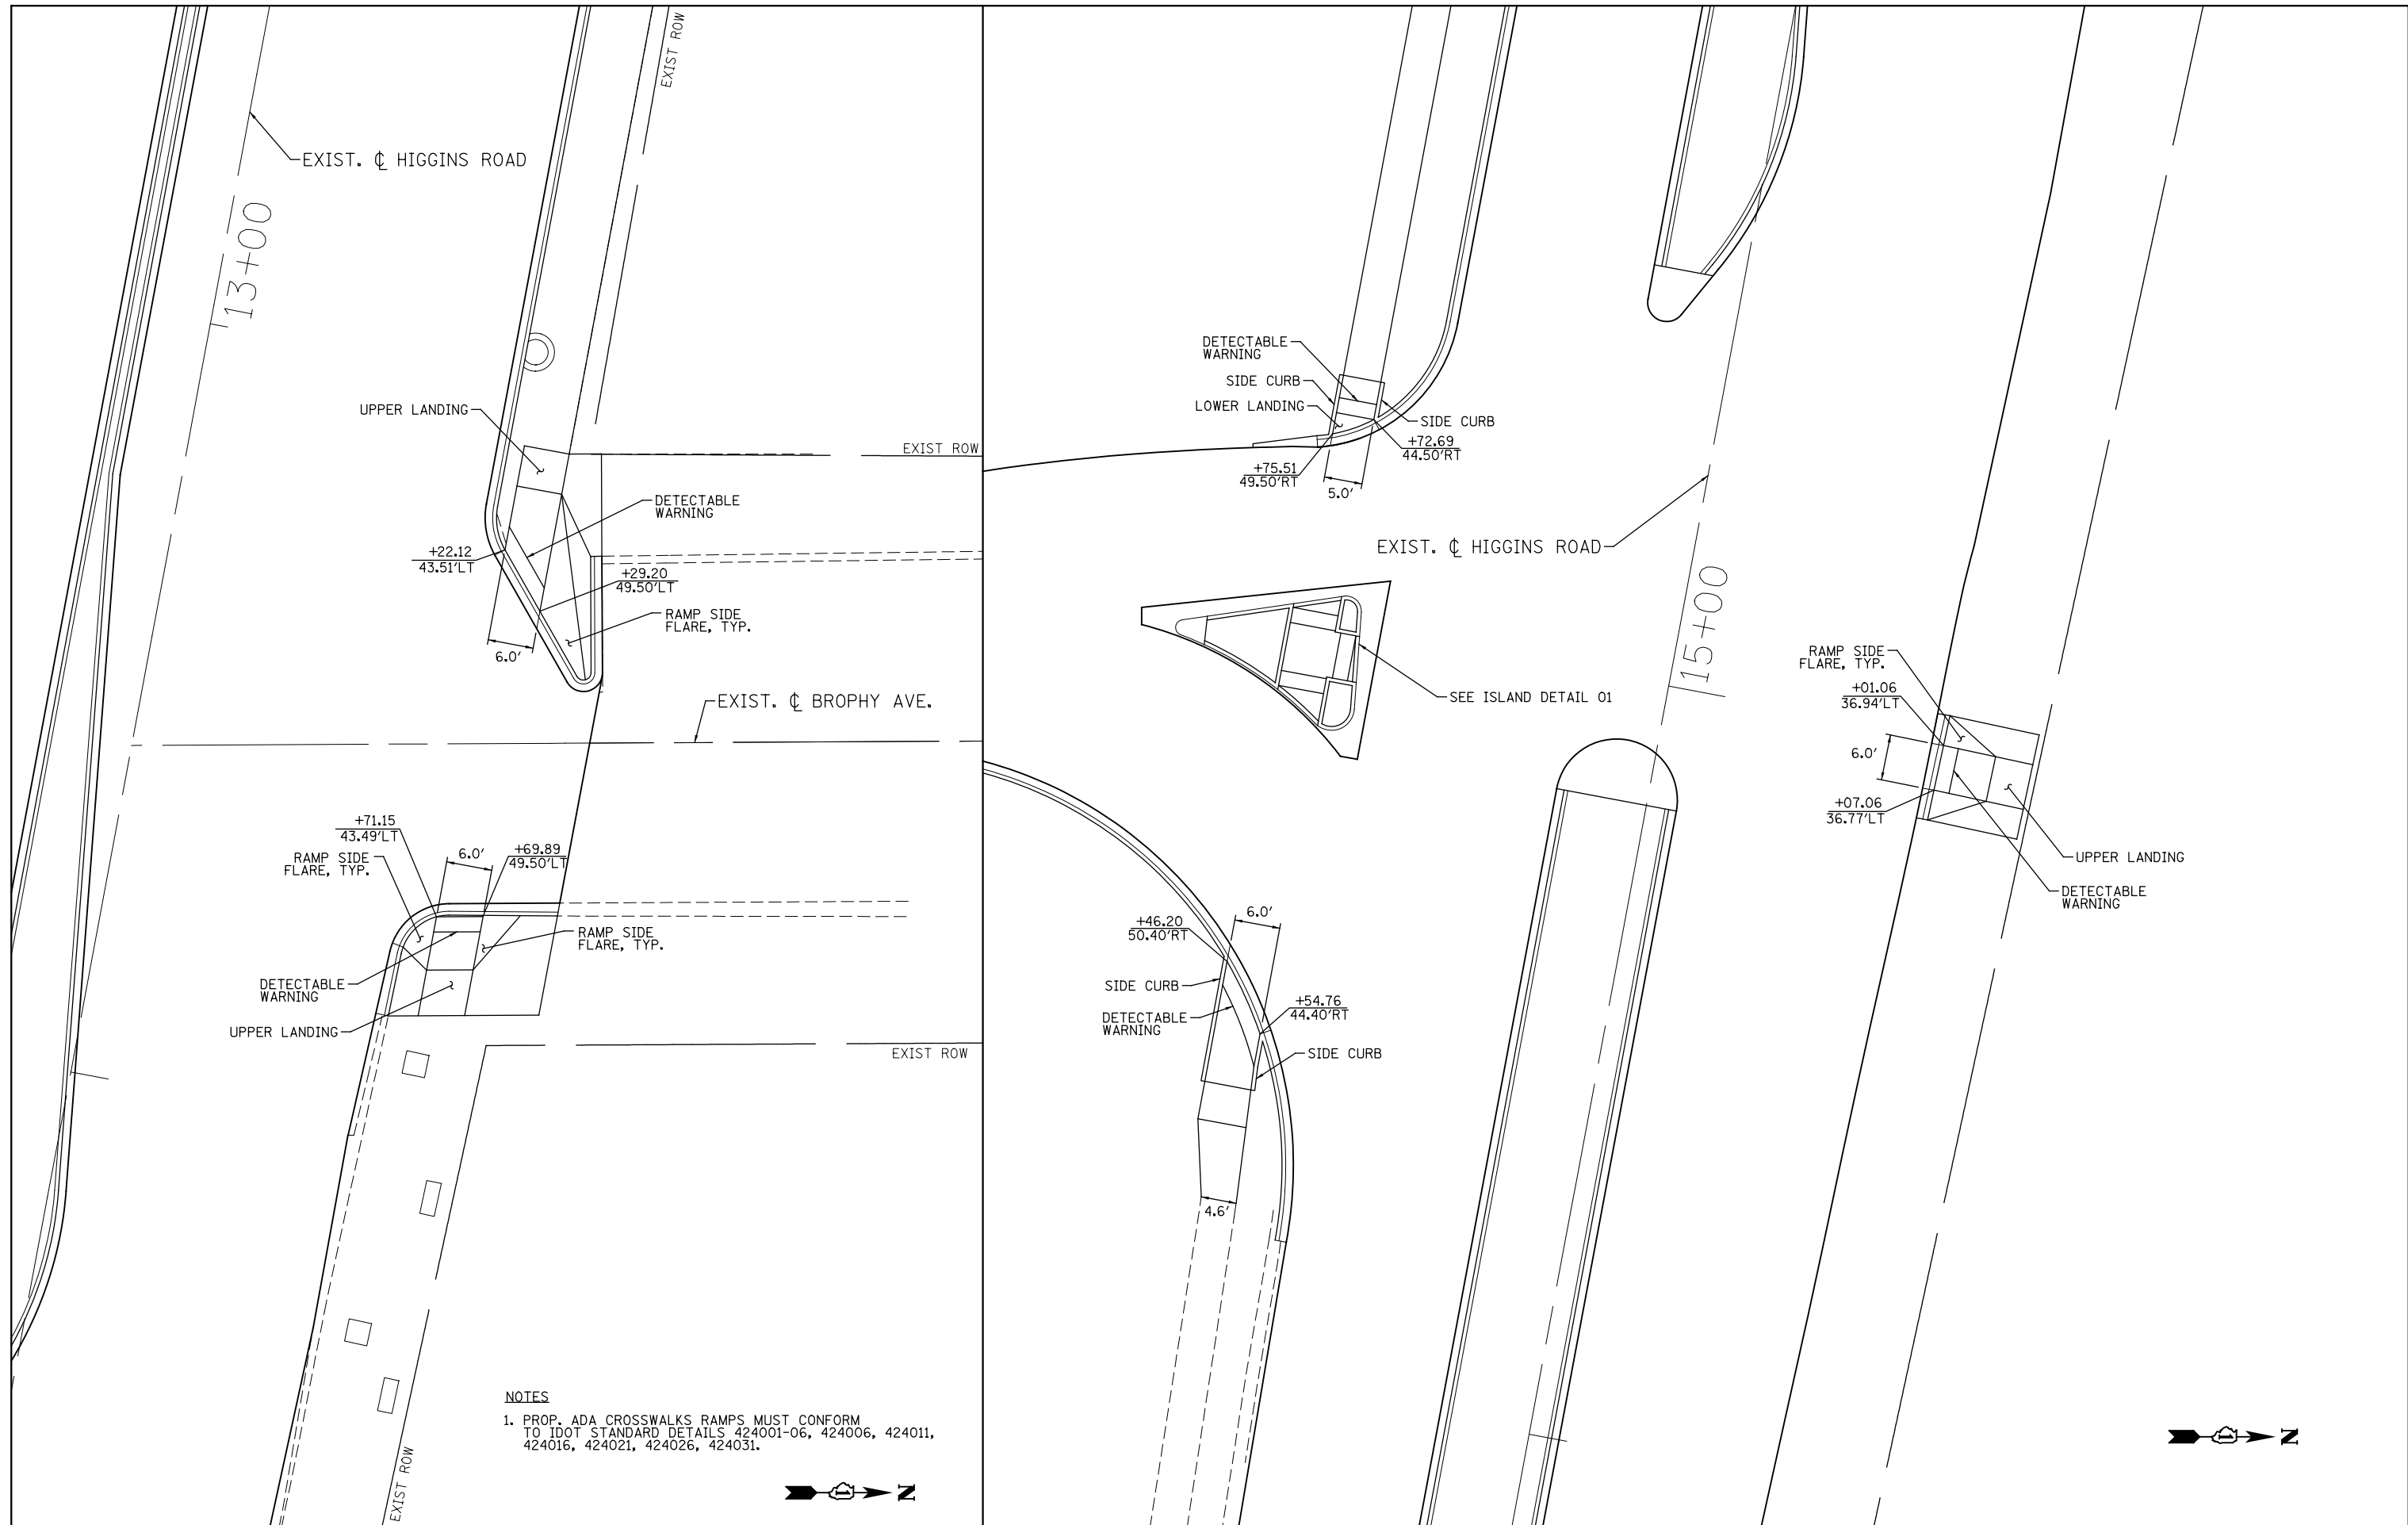 EXIST ROW
EXIST. ℄ HIGGINS ROAD
13+00
UPPER LANDING
EXIST ROW
DETECTABLE
WARNING
+22.12
43.51'LT
+29.20
49.50'LT
RAMP SIDE
FLARE, TYP.
6.0'
EXIST. ℄ BROPHY AVE.
+71.15
43.49'LT
6.0'
+69.89
49.50'LT
RAMP SIDE
FLARE, TYP.
RAMP SIDE
FLARE, TYP.
DETECTABLE
WARNING
UPPER LANDING
EXIST ROW
NOTES
1. PROP. ADA CROSSWALKS RAMPS MUST CONFORM
TO IDOT STANDARD DETAILS 424001-06, 424006, 424011,
424016, 424021, 424026, 424031.
EXIST ROW
1 N
DETECTABLE
WARNING
SIDE CURB
LOWER LANDING
SIDE CURB
+72.69
44.50'RT
+75.51
49.50'RT
5.0'
EXIST. ℄ HIGGINS ROAD
15+00
SEE ISLAND DETAIL 01
RAMP SIDE
FLARE, TYP.
+01.06
36.94'LT
6.0'
+07.06
36.77'LT
UPPER LANDING
DETECTABLE
WARNING
+46.20
50.40'RT
6.0'
SIDE CURB
DETECTABLE
WARNING
+54.76
44.40'RT
SIDE CURB
4.6'
1 N